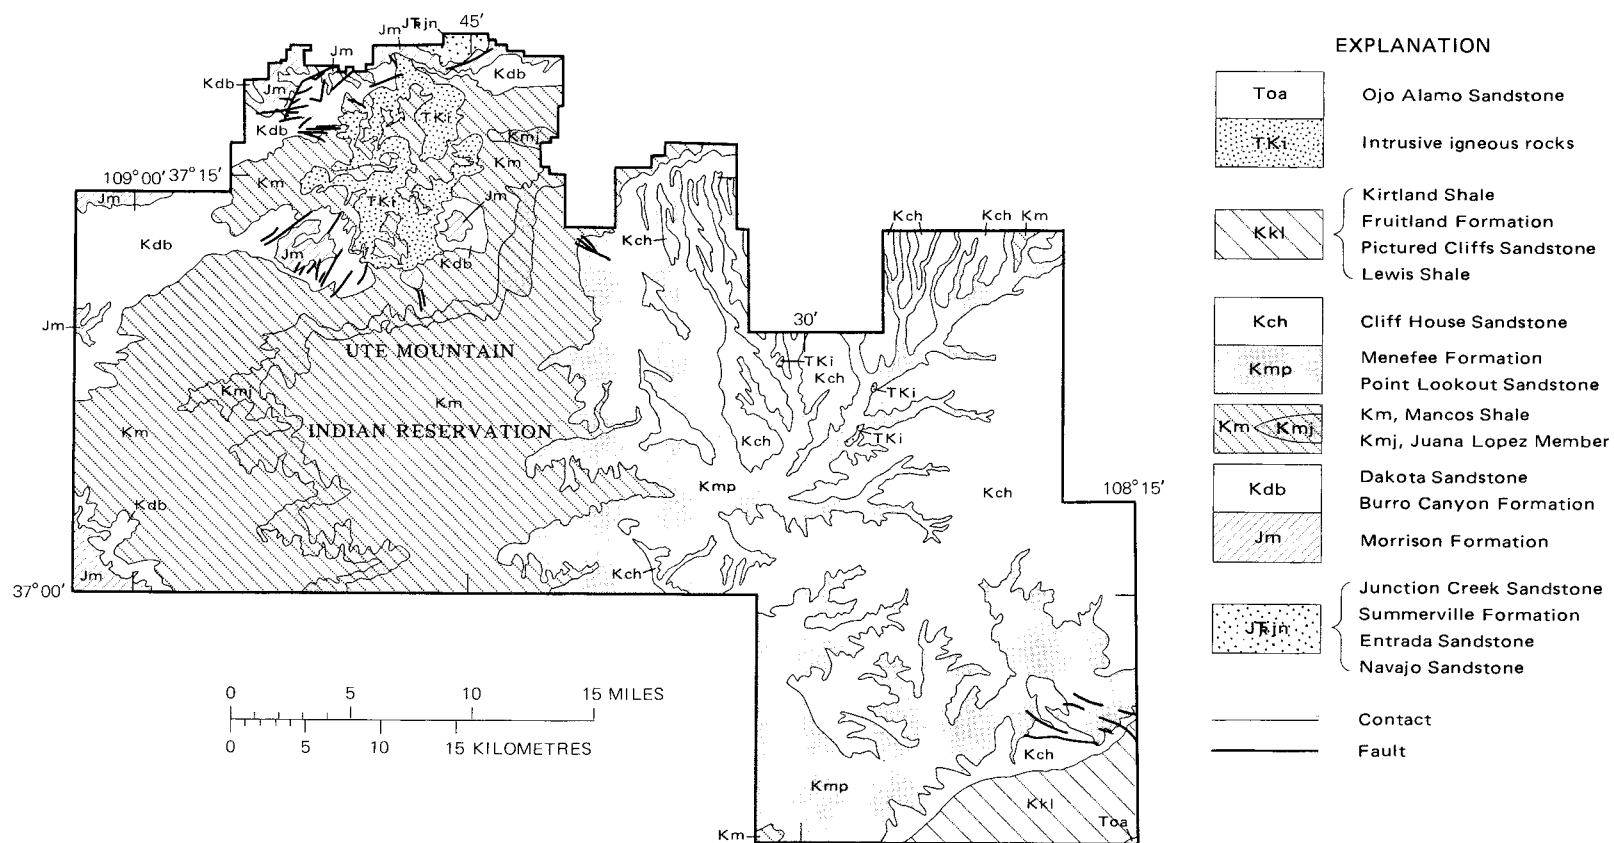 EXPLANATION
Toa Ojo Alamo Sandstone
TKi Intrusive igneous rocks
Kkl
Kirtland Shale
Fruitland Formation
Pictured Cliffs Sandstone
Lewis Shale
Kch Cliff House Sandstone
Kmp
Menefee Formation
Point Lookout Sandstone
Km Kmj
Km, Mancos Shale
Kmj, Juana Lopez Member
Kdb
Dakota Sandstone
Burro Canyon Formation
Jm Morrison Formation
JTRjn
Junction Creek Sandstone
Summerville Formation
Entrada Sandstone
Navajo Sandstone
Contact
Fault
Jm JTRjn 45'
Jm
Kdb
Kdb
Jm
TKi
Kdb
Kmj
Km
109°00' 37°15'
Km
Jm
TKi
Jm
Kdb
Kch
Kch Kch Km
Jm
Kdb
Jm
30'
UTE MOUNTAIN
TKi
Kch
Kmj
Km
TKi
INDIAN RESERVATION
Km
Kch
TKi
Kmp
Kch
108°15'
Kdb
Jm
Kch
37°00'
0 5 10 15 MILES
0 5 10 15 KILOMETRES
Kch
Kmp
Kkl
Toa
Km